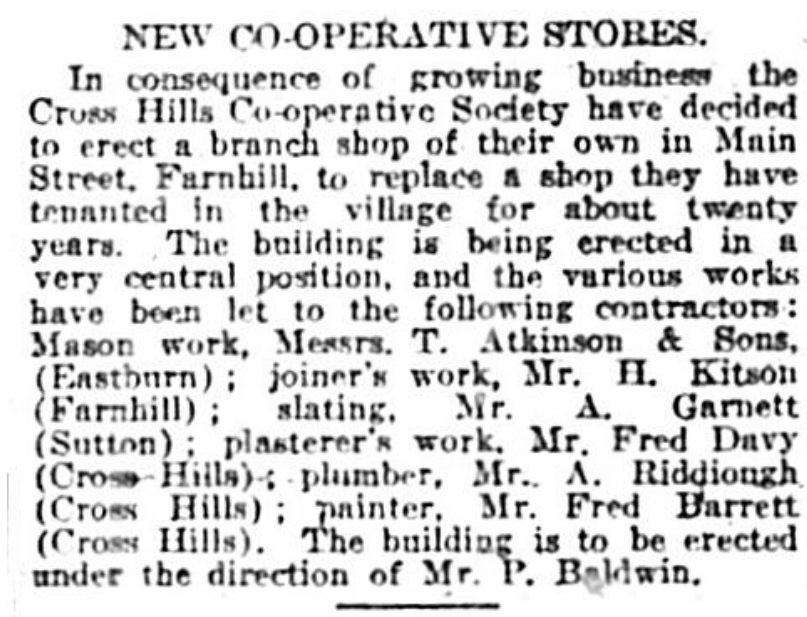 NEW CO-OPERATIVE STORES.
In consequence of growing business the
Cross Hills Co-operative Society have decided
to erect a branch shop of their own in Main
Street, Farnhill, to replace a shop they have
tenanted in the village for about twenty
years. The building is being erected in a
very central position, and the various works
have been let to the following contractors:
Mason work, Messrs. T. Atkinson & Sons,
(Eastburn); joiner's work, Mr. H. Kitson
(Farnhill); slating, Mr. A. Garnett
(Sutton); plasterer's work, Mr. Fred Davy
(Cross Hills); plumber, Mr. A. Riddiough
(Cross Hills); painter, Mr. Fred Barrett
(Cross Hills). The building is to be erected
under the direction of Mr. P. Baldwin.